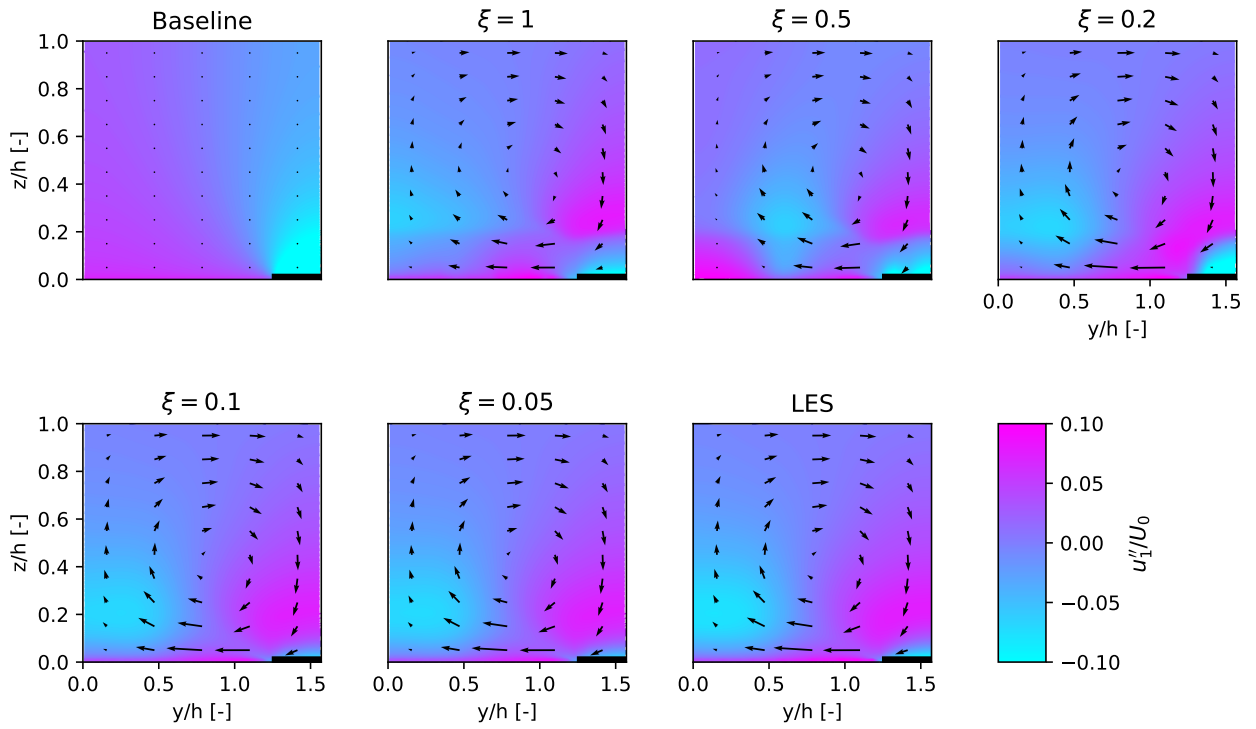 Baseline
ξ = 1
ξ = 0.5
ξ = 0.2
1.0
0.8
0.6
0.4
0.2
0.0
z/h [-]
0.0 0.5 1.0 1.5
y/h [-]
ξ = 0.1
ξ = 0.05
LES
1.0
0.8
0.6
0.4
0.2
0.0
z/h [-]
0.0 0.5 1.0 1.5
y/h [-]
0.0 0.5 1.0 1.5
y/h [-]
0.0 0.5 1.0 1.5
y/h [-]
0.10
0.05
0.00
−0.05
−0.10
u₁″/U₀